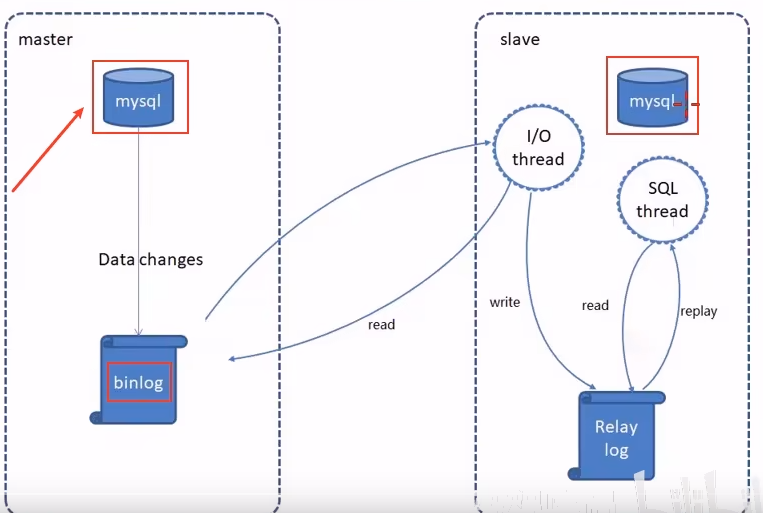 master
slave
mysql
mysql
I/O
thread
SQL
thread
Data changes
write
read
replay
read
binlog
Relay
log